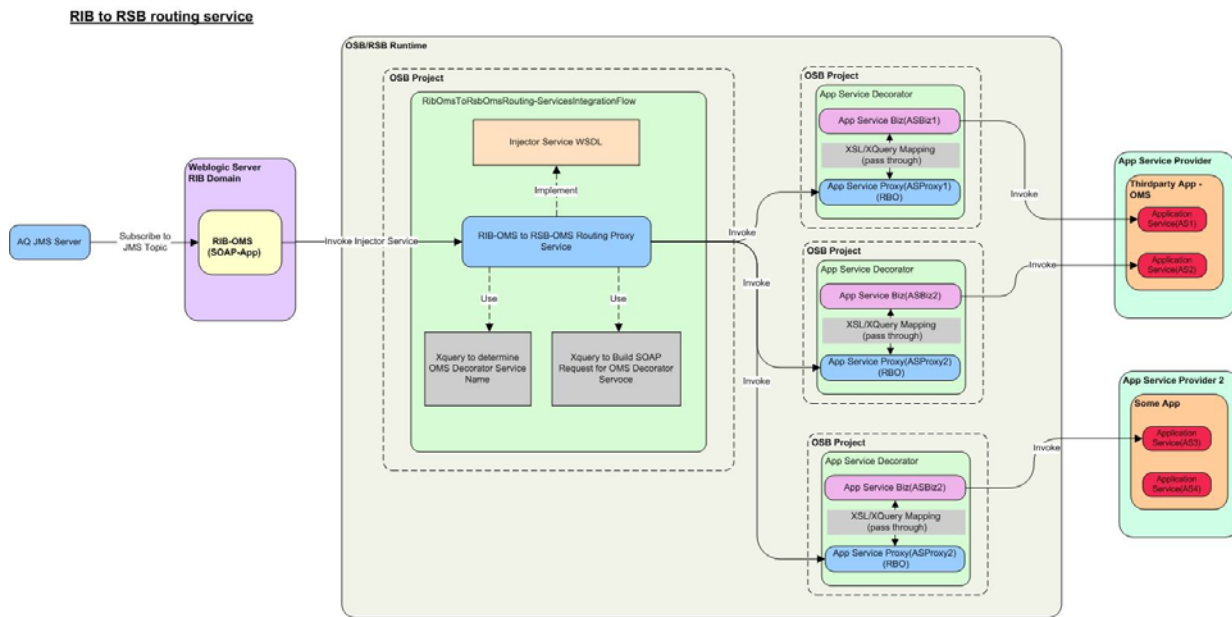 RIB to RSB routing service
OSB/RSB Runtime
OSB Project
RibOmsToRsbOmsRouting-ServicesIntegrationFlow
Injector Service WSDL
Implement
Weblogic Server
RIB Domain
AQ JMS Server
Subscribe to
JMS Topic
RIB-OMS
(SOAP-App)
Invoke Injector Service
RIB-OMS to RSB-OMS Routing Proxy
Service
Use
Use
Xquery to determine
OMS Decorator Service
Name
Xquery to Build SOAP
Request for OMS Decorator
Servoce
Invoke
Invoke
Invoke
OSB Project
App Service Decorator
App Service Biz(ASBiz1)
XSL/XQuery Mapping
(pass through)
App Service Proxy(ASProxy1)
(RBO)
OSB Project
App Service Decorator
App Service Biz(ASBiz2)
XSL/XQuery Mapping
(pass through)
App Service Proxy(ASProxy2)
(RBO)
OSB Project
App Service Decorator
App Service Biz(ASBiz2)
XSL/XQuery Mapping
(pass through)
App Service Proxy(ASProxy2)
(RBO)
Invoke
Invoke
Invoke
App Service Provider
Thirdparty App -
OMS
Application
Service(AS1)
Application
Service(AS2)
App Service Provider 2
Some App
Application
Service(AS3)
Application
Service(AS4)